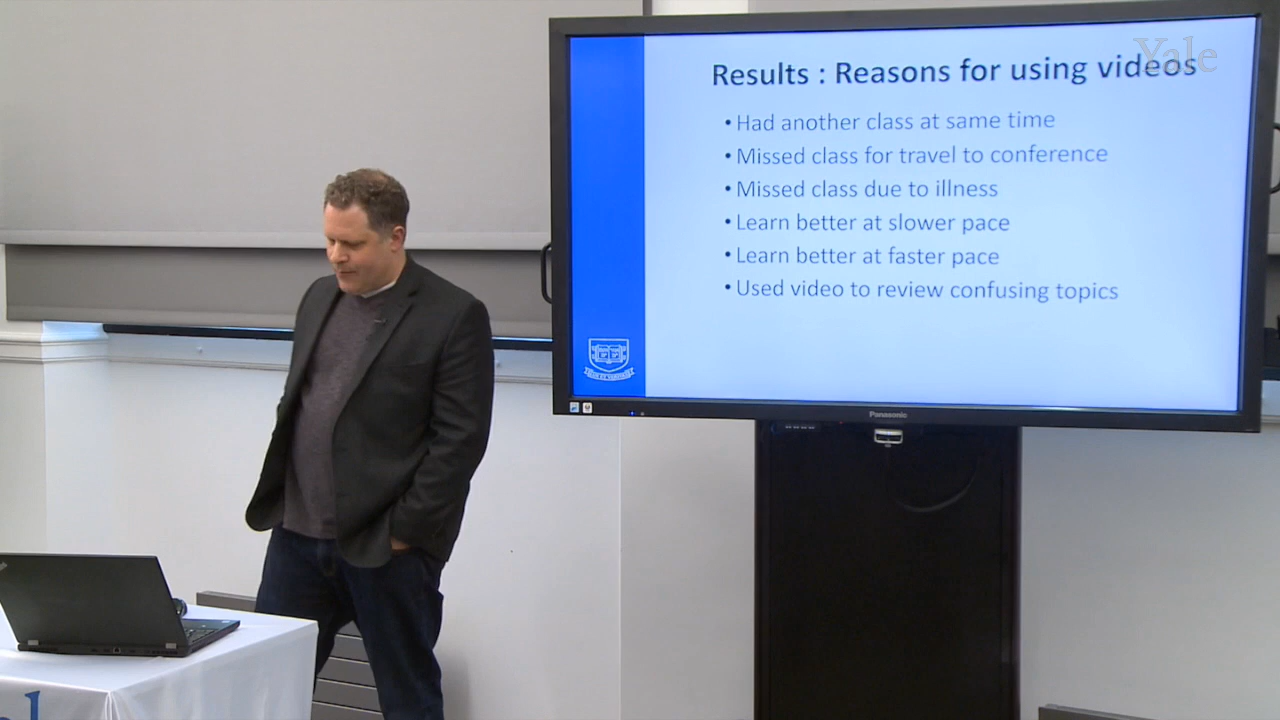 Yale
Results : Reasons for using videos
• Had another class at same time
• Missed class for travel to conference
• Missed class due to illness
• Learn better at slower pace
• Learn better at faster pace
• Used video to review confusing topics
Panasonic